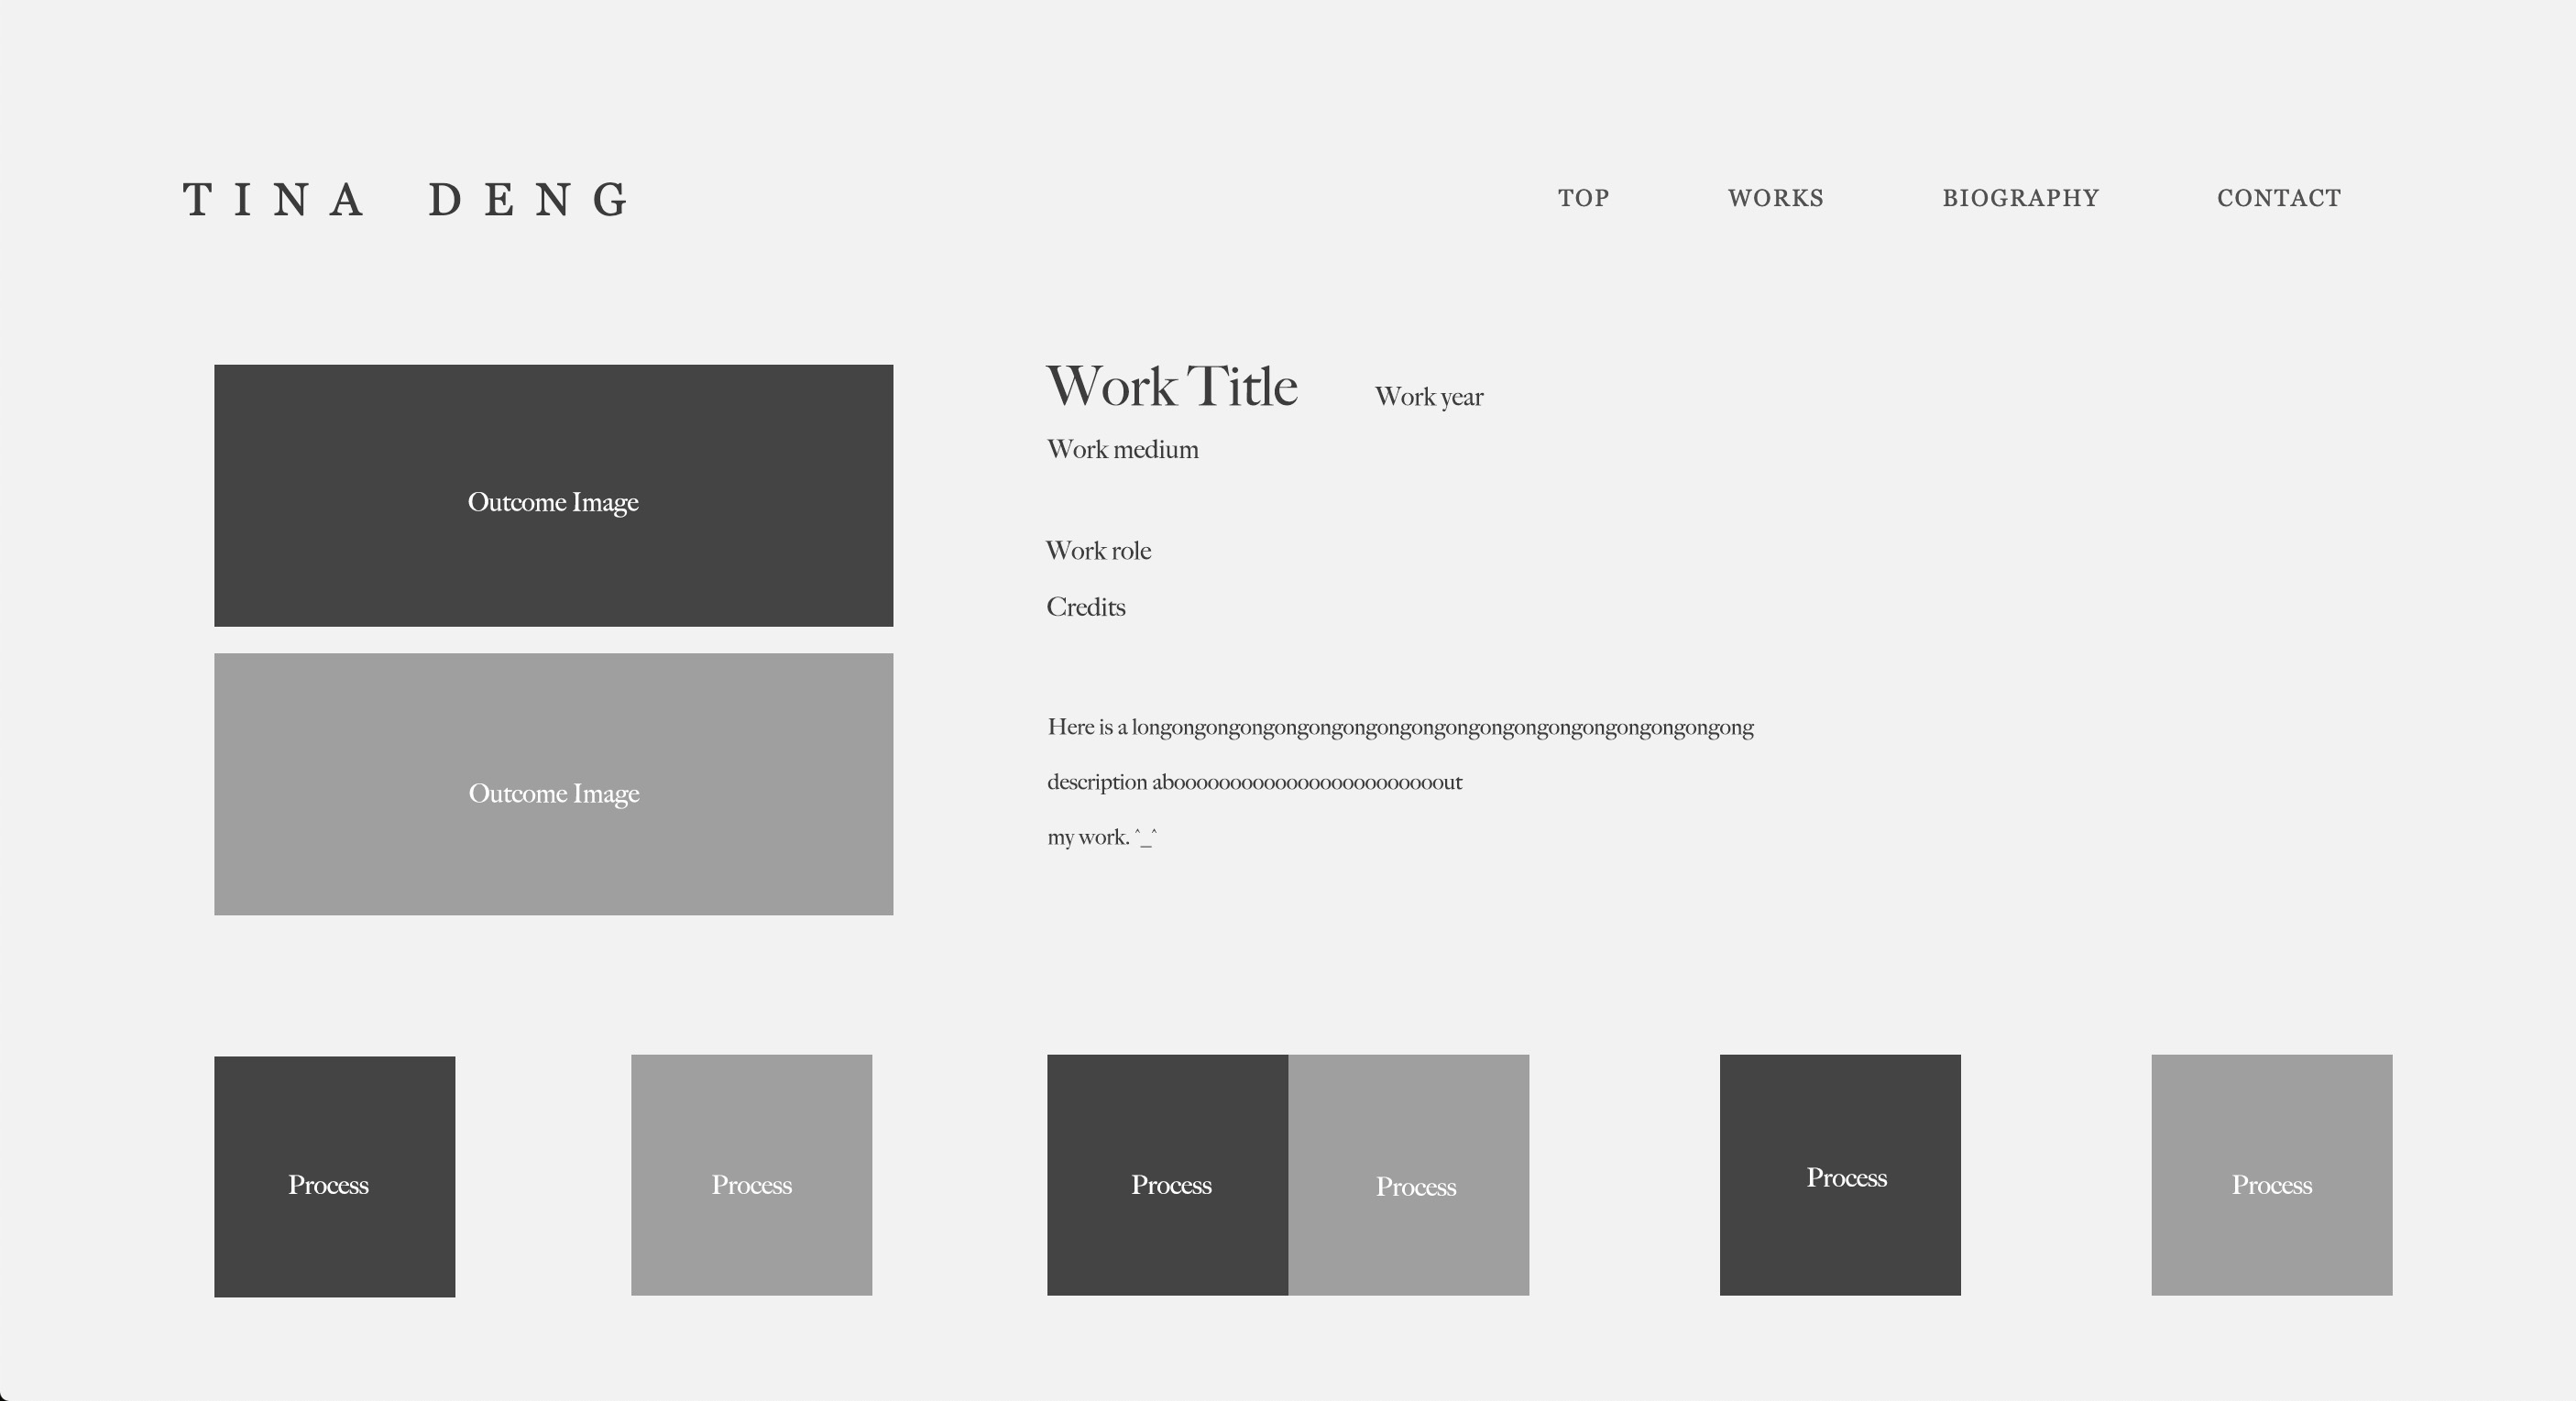 TINA DENG
TOP WORKS BIOGRAPHY CONTACT
Outcome Image
Outcome Image
Work Title Work year
Work medium
Work role
Credits
Here is a longongongongongongongongongongongongongongongongongong
description aboooooooooooooooooooooooout
my work. ^_^
Process Process Process Process Process Process